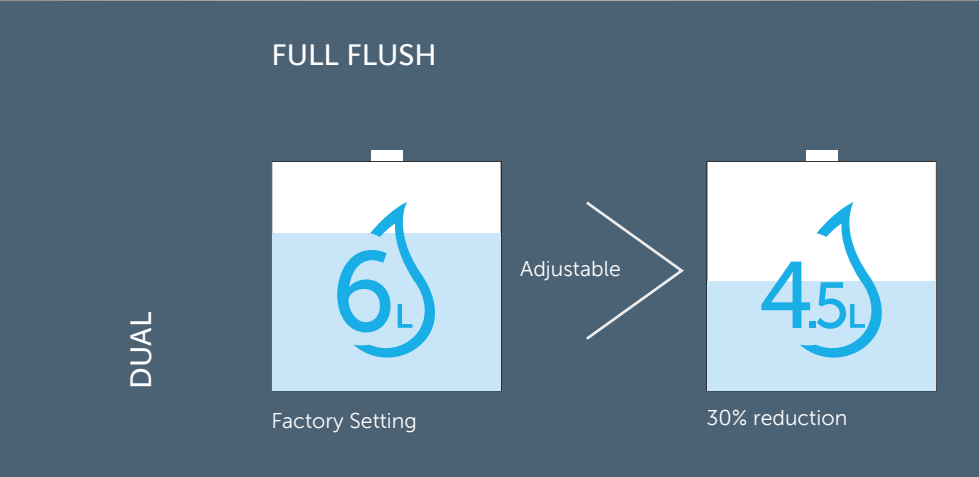 FULL FLUSH
DUAL
6L
Adjustable
4.5L
Factory Setting
30% reduction